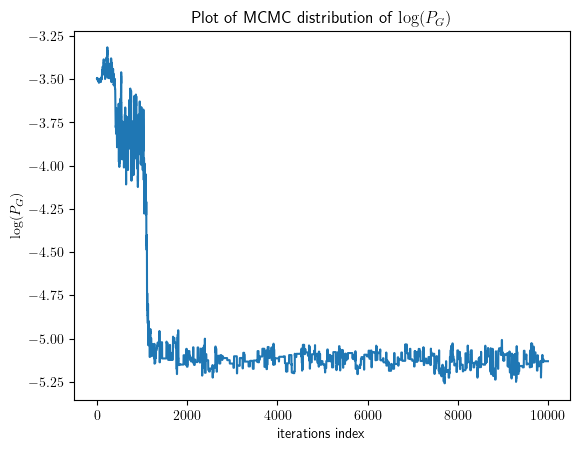 Plot of MCMC distribution of log(P_G)
log(P_G)
−3.25
−3.50
−3.75
−4.00
−4.25
−4.50
−4.75
−5.00
−5.25
0 2000 4000 6000 8000 10000
iterations index